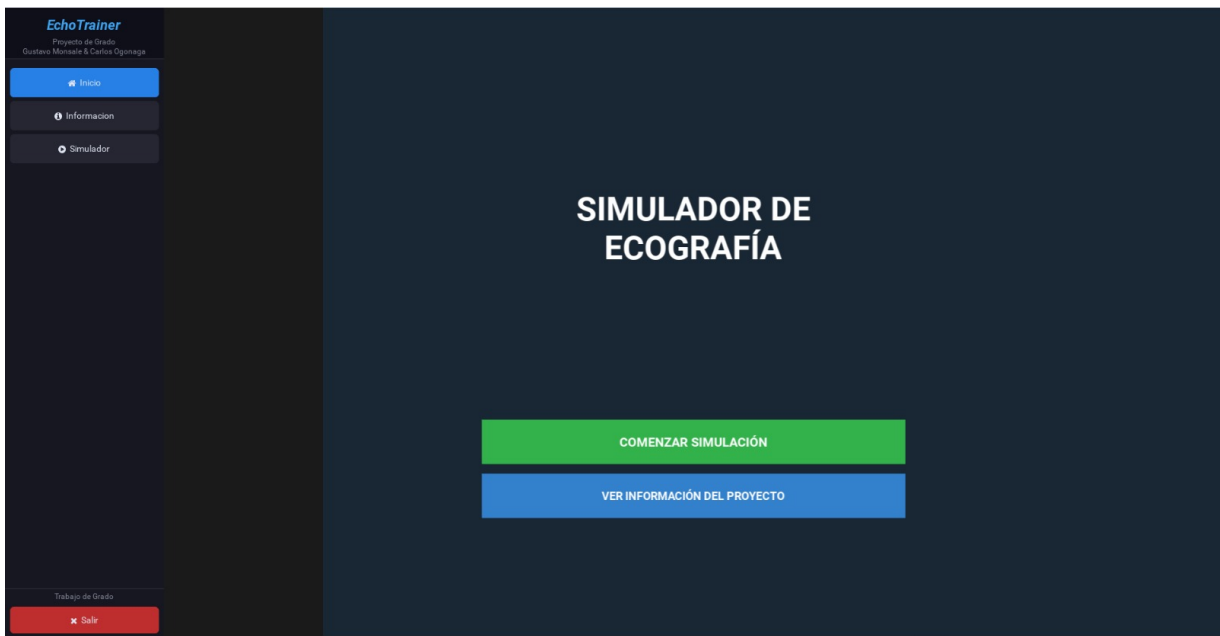 EchoTrainer
Proyecto de Grado
Gustavo Monsale & Carlos Ogonaga
Inicio
Informacion
Simulador
SIMULADOR DE
ECOGRAFÍA
COMENZAR SIMULACIÓN
VER INFORMACIÓN DEL PROYECTO
Trabajo de Grado
Salir